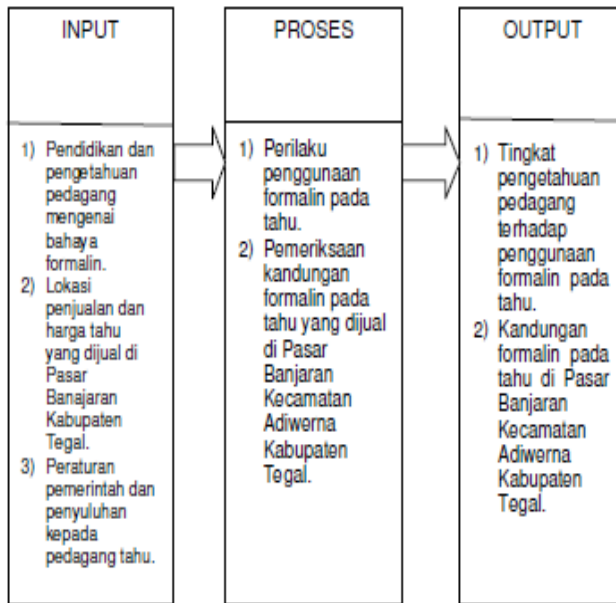 INPUT
1) Pendidikan dan
pengetahuan
pedagang
mengenai
bahaya
formalin.
2) Lokasi
penjualan dan
harga tahu
yang dijual di
Pasar
Banajaran
Kabupaten
Tegal.
3) Peraturan
pemerintah dan
penyuluhan
kepada
pedagang tahu.
PROSES
1) Perilaku
penggunaan
formalin pada
tahu.
2) Pemeriksaan
kandungan
formalin pada
tahu yang dijual
di Pasar
Banjaran
Kecamatan
Adiwerna
Kabupaten
Tegal.
OUTPUT
1) Tingkat
pengetahuan
pedagang
terhadap
penggunaan
formalin pada
tahu.
2) Kandungan
formalin pada
tahu di Pasar
Banjaran
Kecamatan
Adiwerna
Kabupaten
Tegal.